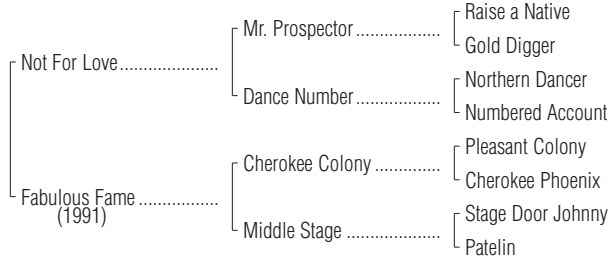 Raise a Native
Mr. Prospector ..................
Gold Digger
Not For Love.....................
Northern Dancer
Dance Number ..................
Numbered Account
Pleasant Colony
Cherokee Colony ..............
Cherokee Phoenix
Fabulous Fame .................
(1991)
Stage Door Johnny
Middle Stage ....................
Patelin